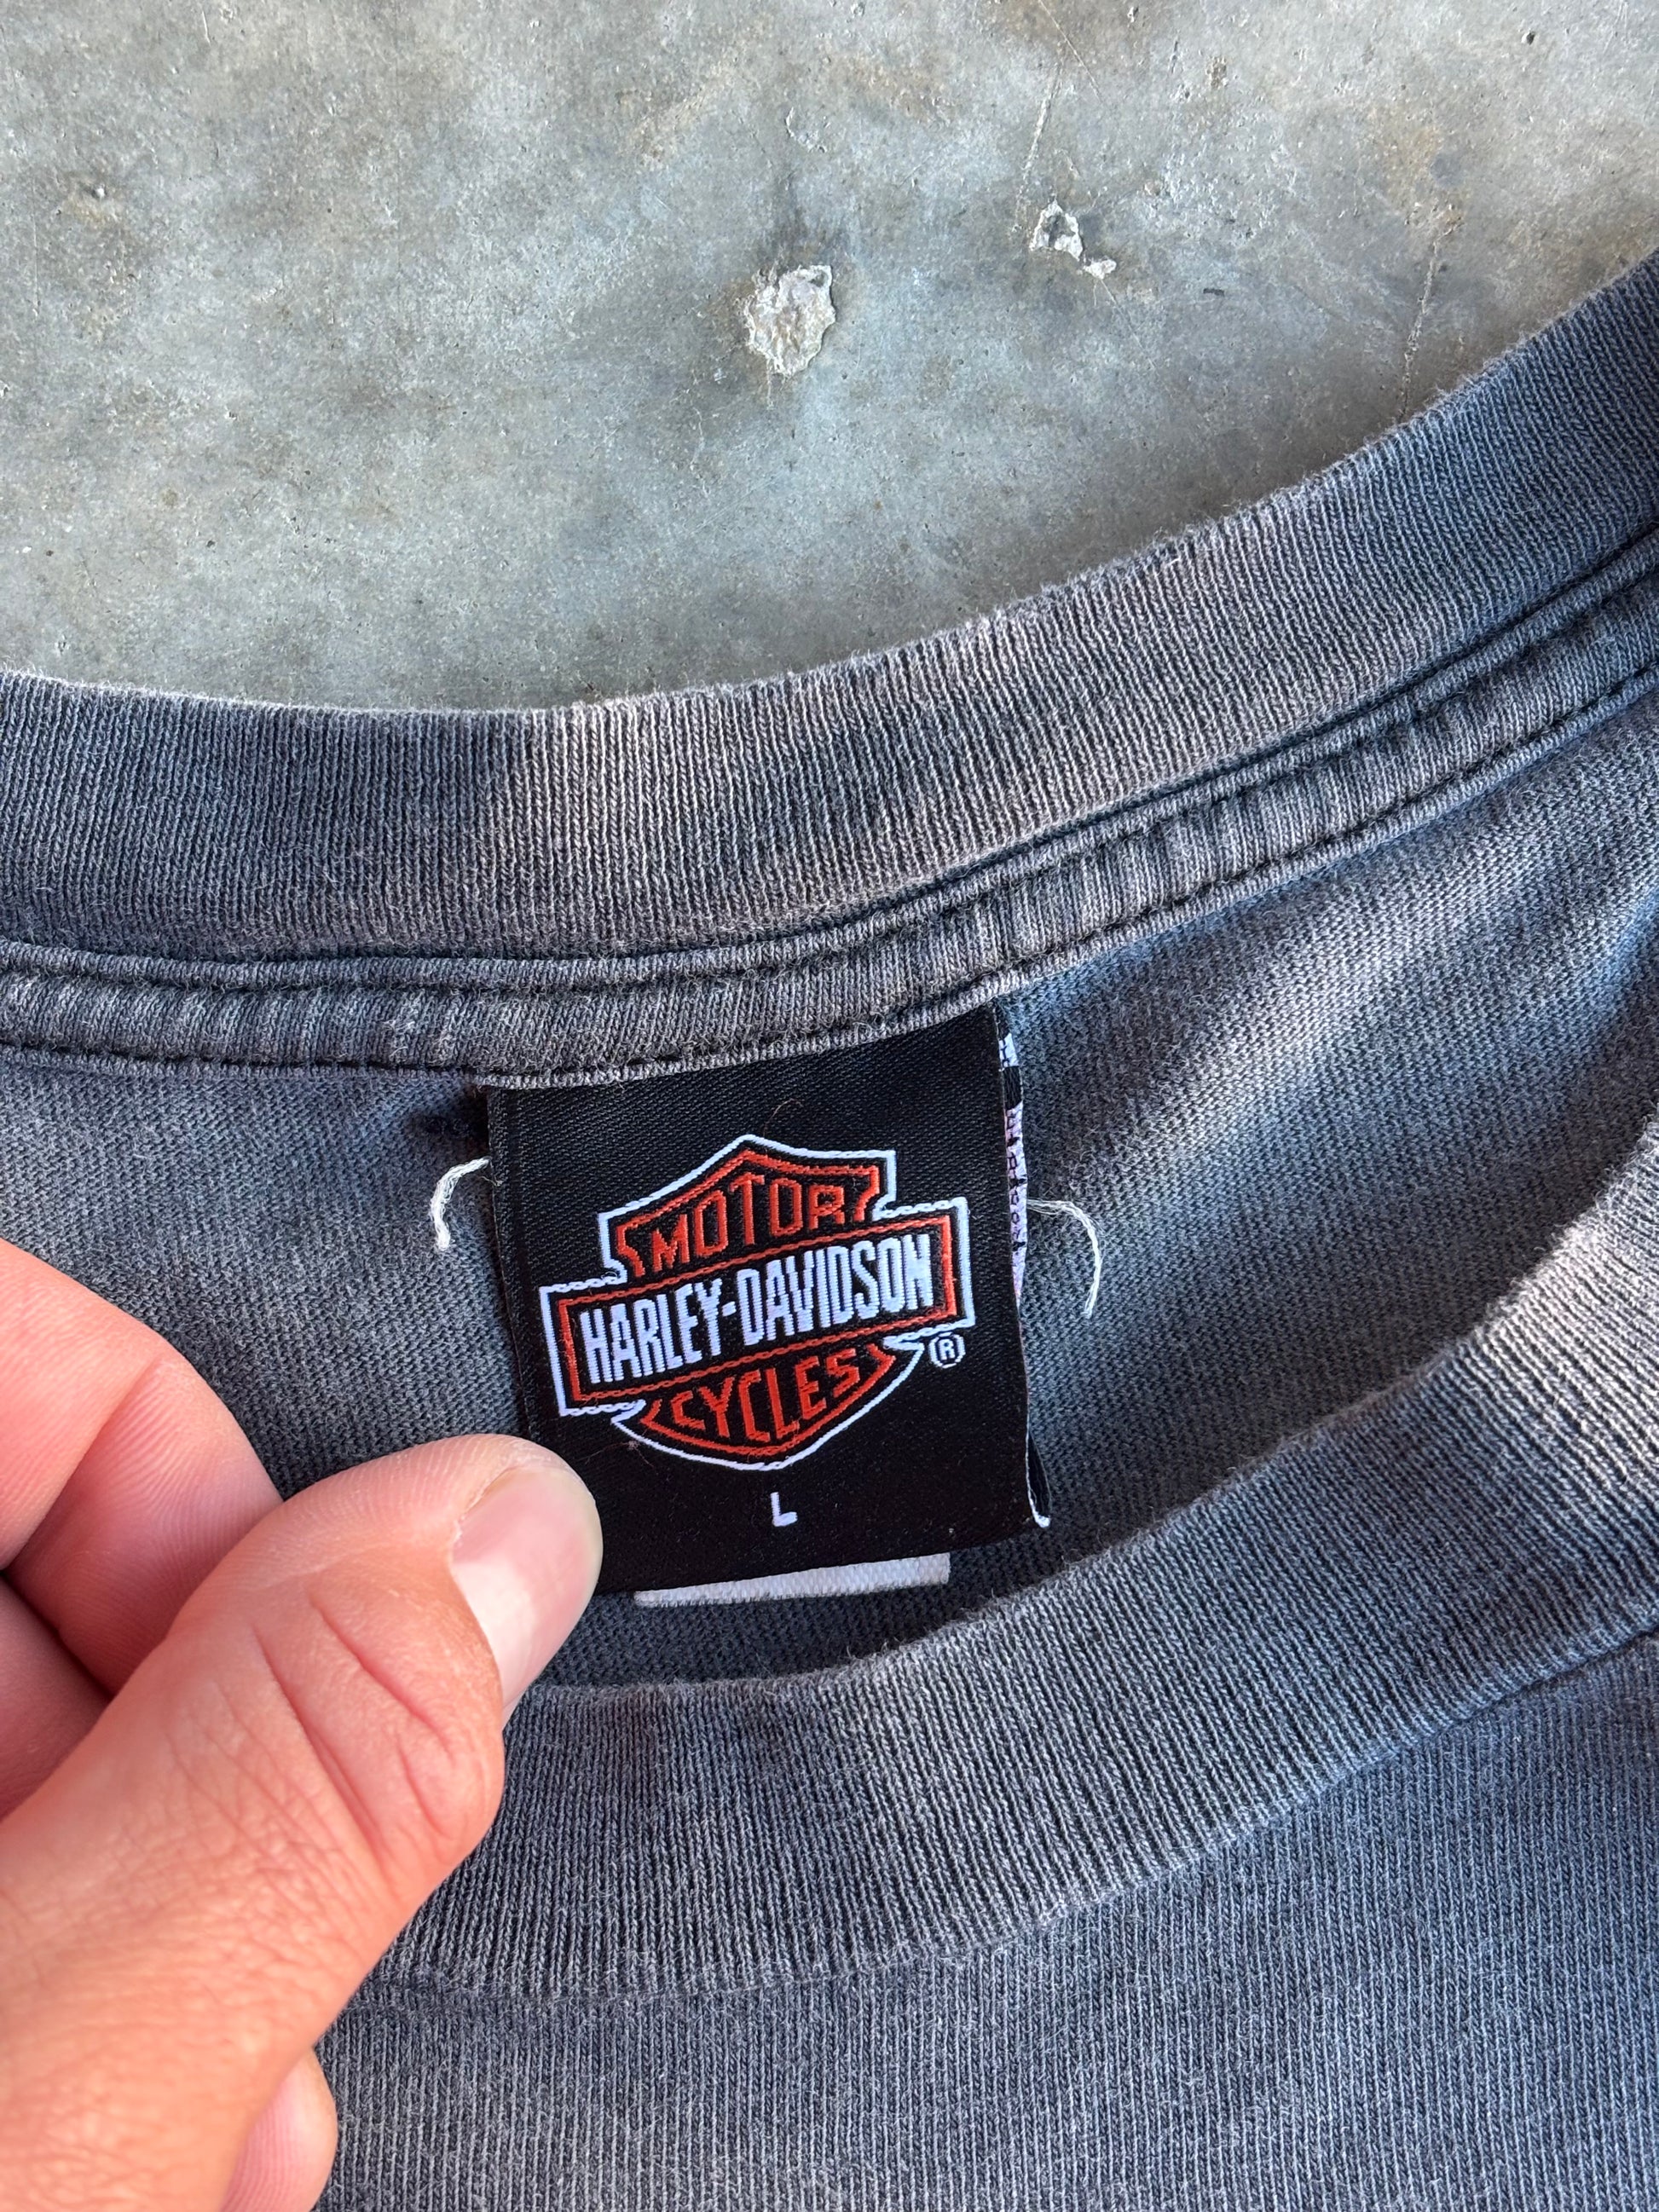 MOTOR
HARLEY-DAVIDSON
CYCLES
®
L